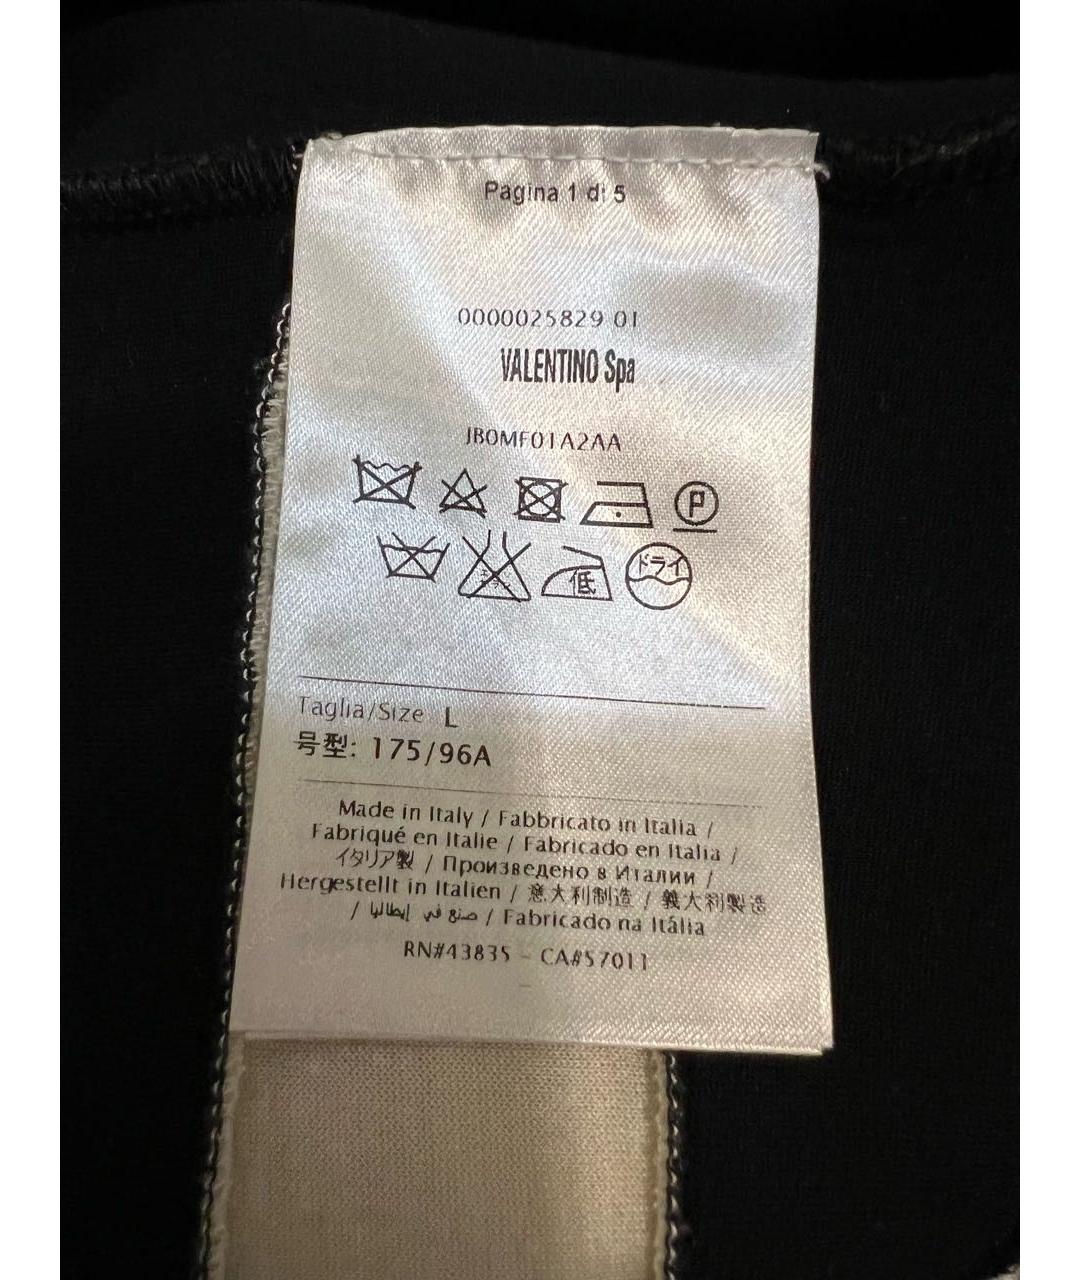 Pagina 1 di 5
0000025829 01
VALENTINO Spa
JB0MF01A2AA
P
低 ドライ
Taglia/Size L
号型: 175/96A
Made in Italy / Fabbricato in Italia /
Fabriqué en Italie / Fabricado en Italia /
イタリア製 / Произведено в Италии /
Hergestellt in Italien / 意大利制造 / 義大利製造
/ صنع في إيطاليا / Fabricado na Itália
RN#43835 - CA#57011